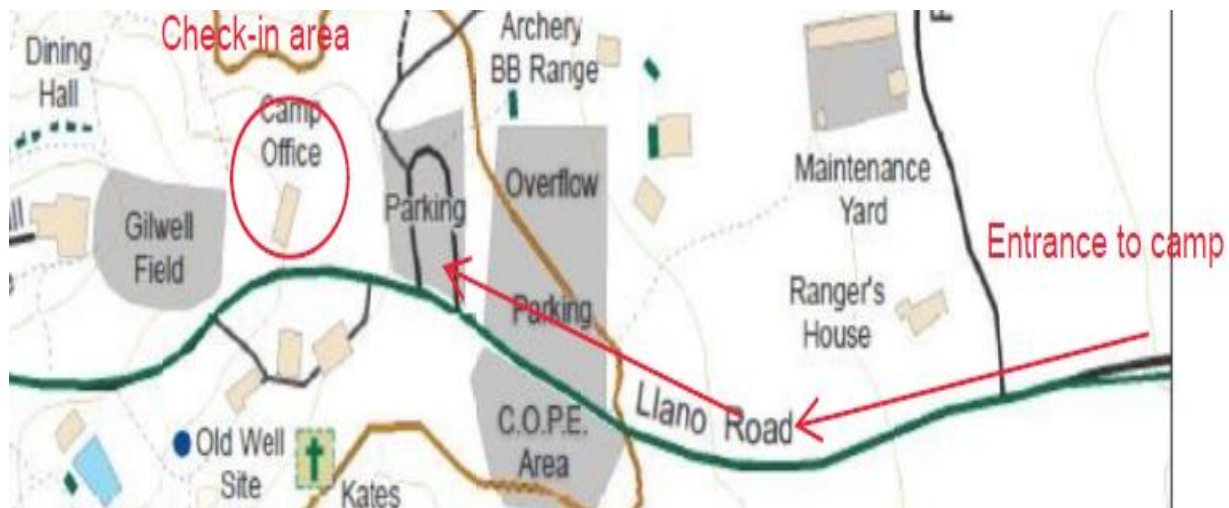 Check-in area
Dining
Hall
Camp
Office
Archery
BB Range
Parking
Overflow
Parking
Gilwell
Field
Maintenance
Yard
Entrance to camp
Ranger's
House
Llano Road
C.O.P.E.
Area
Old Well
Site
Kates